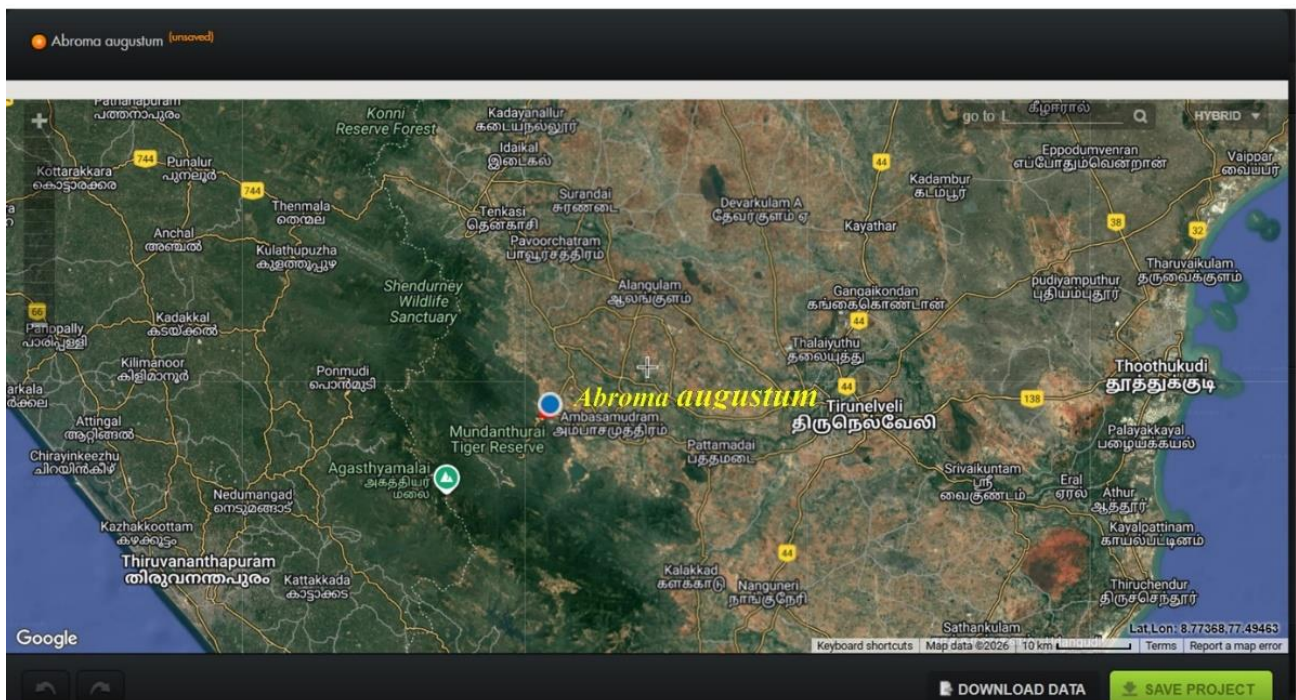 Abroma augustum (unsaved)
Pathanapuram
പത്തനാപുരം
Konni
Reserve Forest
Kadayanallur
கடையநல்லூர்
go to L
கீழஈரால்
HYBRID
Idaikal
இடைகல்
744
Punalur
പുനലൂർ
Kottarakkara
കൊട്ടാരക്കര
744
44
Eppodumvenran
எப்போதும்வென்றான்
Vaippar
வைப்பர்
Kadambur
கடம்பூர்
Thenmala
തെന്മല
Surandai
சுரண்டை
Tenkasi
தென்காசி
Devarkulam A
தேவர்குளம் ஏ
Kayathar
38
32
Anchal
അഞ്ചൽ
Kulathupuzha
കുളത്തൂപ്പുഴ
Pavoorchatram
பாவூர்சத்திரம்
Tharuvaikulam
தருவைக்குளம்
Shendurney
Wildlife
Sanctuary
Alangulam
ஆலங்குளம்
Gangaikondan
கங்கைகொண்டான்
pudiyamputhur
புதியம்புதூர்
66
Parippally
പാരിപ്പള്ളി
Kadakkal
കടയ്ക്കൽ
44
Thalaiyuthu
தலையுத்து
Kilimanoor
കിളിമാനൂർ
Ponmudi
പൊൻമുടി
Thoothukudi
தூத்துக்குடி
arkala
ർക്കല
Abroma augustum
44
138
Attingal
ആറ്റിങ്ങൽ
Ambasamudram
அம்பாசமுத்திரம்
Tirunelveli
திருநெல்வேலி
Mundanthurai
Tiger Reserve
Pattamadai
பத்தமடை
Palayakkayal
பழையக்காயல்
Chirayinkeezhu
ചിറയിൻകീഴ്
Agasthyamalai
அகத்தியர்
மலை
Srivaikuntam
ஸ்ரீ
வைகுண்டம்
Eral
ஏரல்
Athur
ஆத்தூர்
Nedumangad
നെടുമങ്ങാട്
Kazhakkoottam
കഴക്കൂട്ടം
Kayalpattinam
காயல்பட்டினம்
44
Thiruvananthapuram
തിരുവനന്തപുരം
Kattakkada
കാട്ടാക്കട
Kalakkad
களக்காடு
Nanguneri
நாங்குநேரி
Thiruchendur
திருச்செந்தூர்
Sathankulam
Lat,Lon: 8.77368,77.49463
Google
Keyboard shortcuts
Map data ©2026
10 km
Terms
Report a map error
DOWNLOAD DATA
SAVE PROJECT